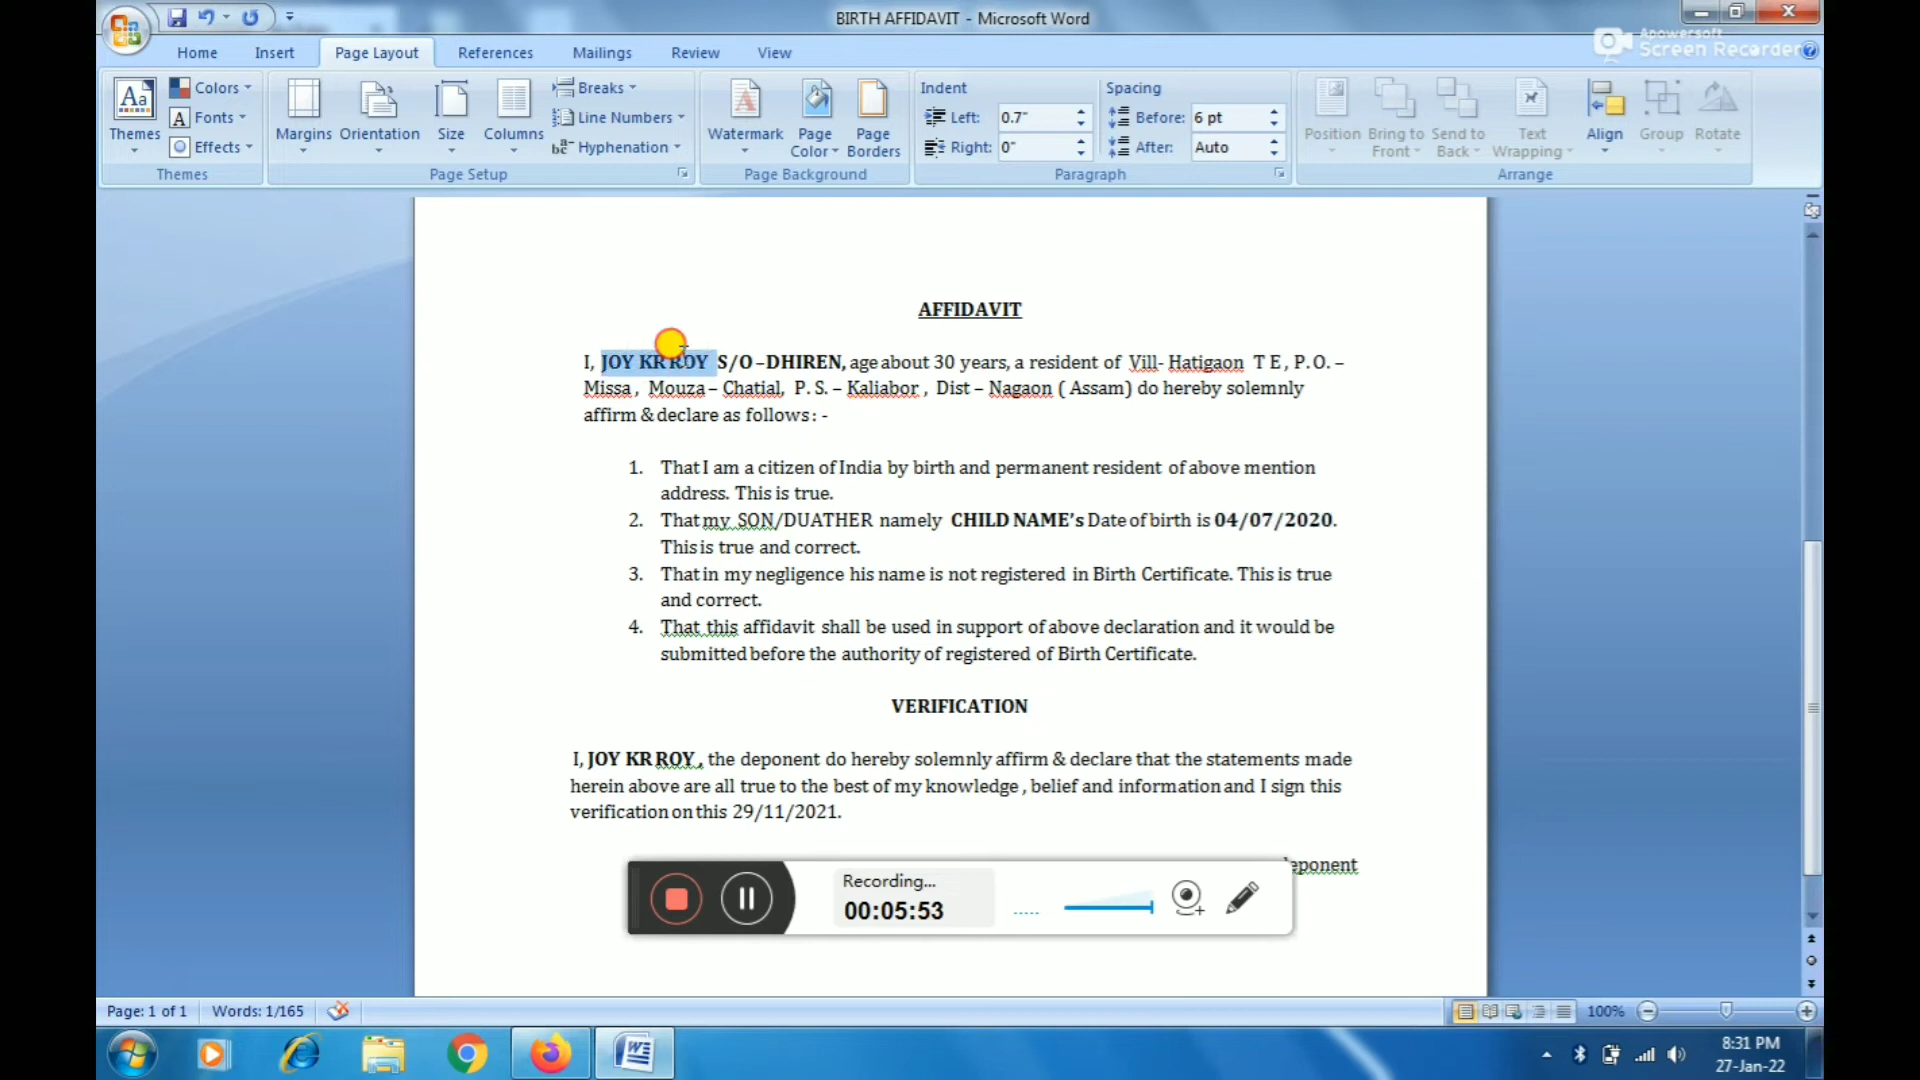 BIRTH AFFIDAVIT - Microsoft Word
Apowersoft
Screen Recorder
Home Insert Page Layout References Mailings Review View
Themes
Colors
Fonts
Effects
Themes
Margins Orientation Size Columns
Breaks
Line Numbers
Hyphenation
Page Setup
Watermark Page Color Page Borders
Page Background
Indent
Left: 0.7"
Right: 0"
Spacing
Before: 6 pt
After: Auto
Paragraph
Position Bring to Front Send to Back Text Wrapping Align Group Rotate
Arrange
AFFIDAVIT
I, JOY KR ROY S/O –DHIREN, age about 30 years, a resident of Vill- Hatigaon T E , P.O. –
Missa , Mouza – Chatial, P. S. – Kaliabor , Dist – Nagaon ( Assam) do hereby solemnly
affirm & declare as follows : -
1. That I am a citizen of India by birth and permanent resident of above mention
address. This is true.
2. That my SON/DUATHER namely CHILD NAME's Date of birth is 04/07/2020.
This is true and correct.
3. That in my negligence his name is not registered in Birth Certificate. This is true
and correct.
4. That this affidavit shall be used in support of above declaration and it would be
submitted before the authority of registered of Birth Certificate.
VERIFICATION
I, JOY KR ROY , the deponent do hereby solemnly affirm & declare that the statements made
herein above are all true to the best of my knowledge , belief and information and I sign this
verification on this 29/11/2021.
eponent
Recording...
00:05:53
Page: 1 of 1 Words: 1/165
100%
8:31 PM
27-Jan-22